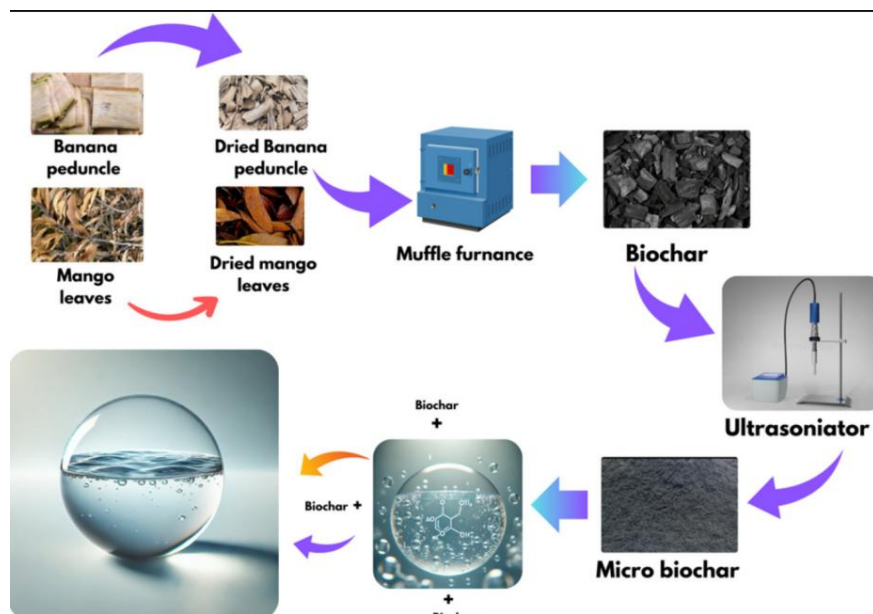 Banana
peduncle
Dried Banana
peduncle
Mango
leaves
Dried mango
leaves
Muffle furnance
Biochar
Ultrasoniator
Micro biochar
Biochar
+
Biochar +
+